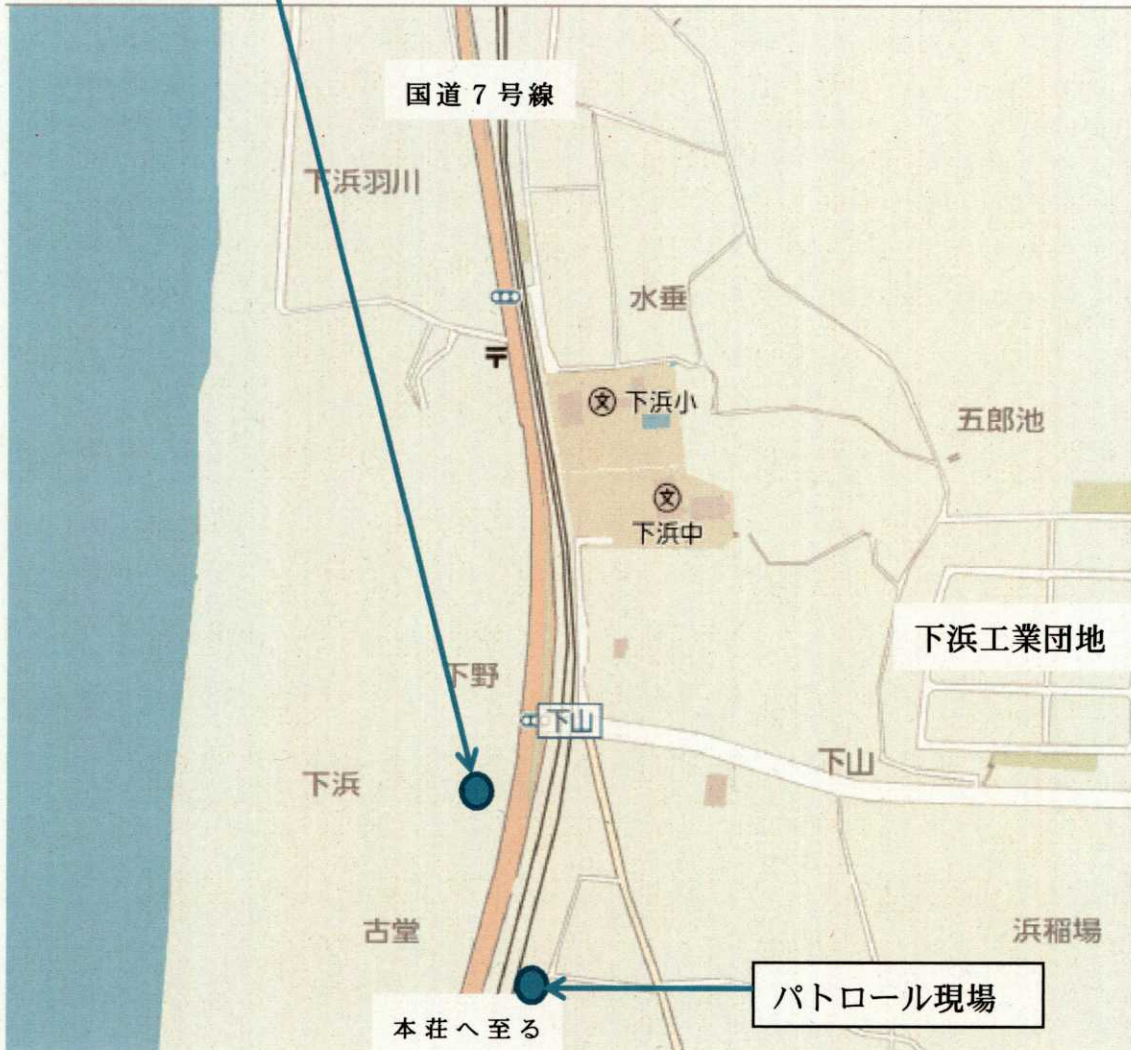 国道7号線
下浜羽川
水垂
〒
文 下浜小
五郎池
文
下浜中
下浜工業団地
下野
下山
下山
下浜
古堂
浜稲場
パトロール現場
本荘へ至る